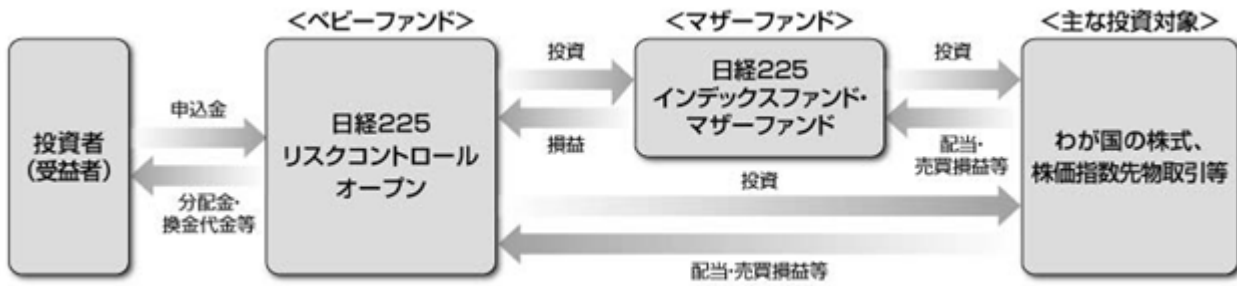 <ベビーファンド>
<マザーファンド>
<主な投資対象>
投資者
(受益者)
申込金
分配金・
換金代金等
日経225
リスクコントロール
オープン
投資
損益
日経225
インデックスファンド・
マザーファンド
投資
配当・
売買損益等
投資
配当・売買損益等
わが国の株式、
株価指数先物取引等